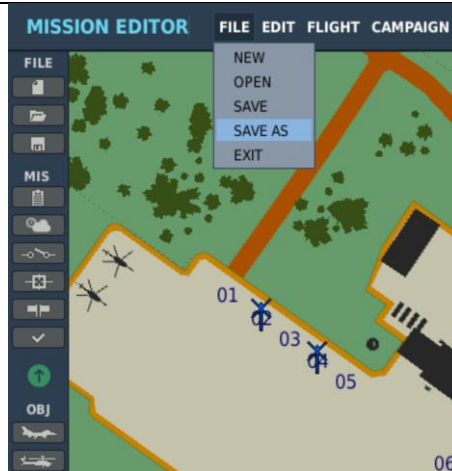 MISSION EDITOR FILE EDIT FLIGHT CAMPAIGN
FILE
NEW
OPEN
SAVE
SAVE AS
EXIT
MIS
OBJ
01
02
03
04
05
06